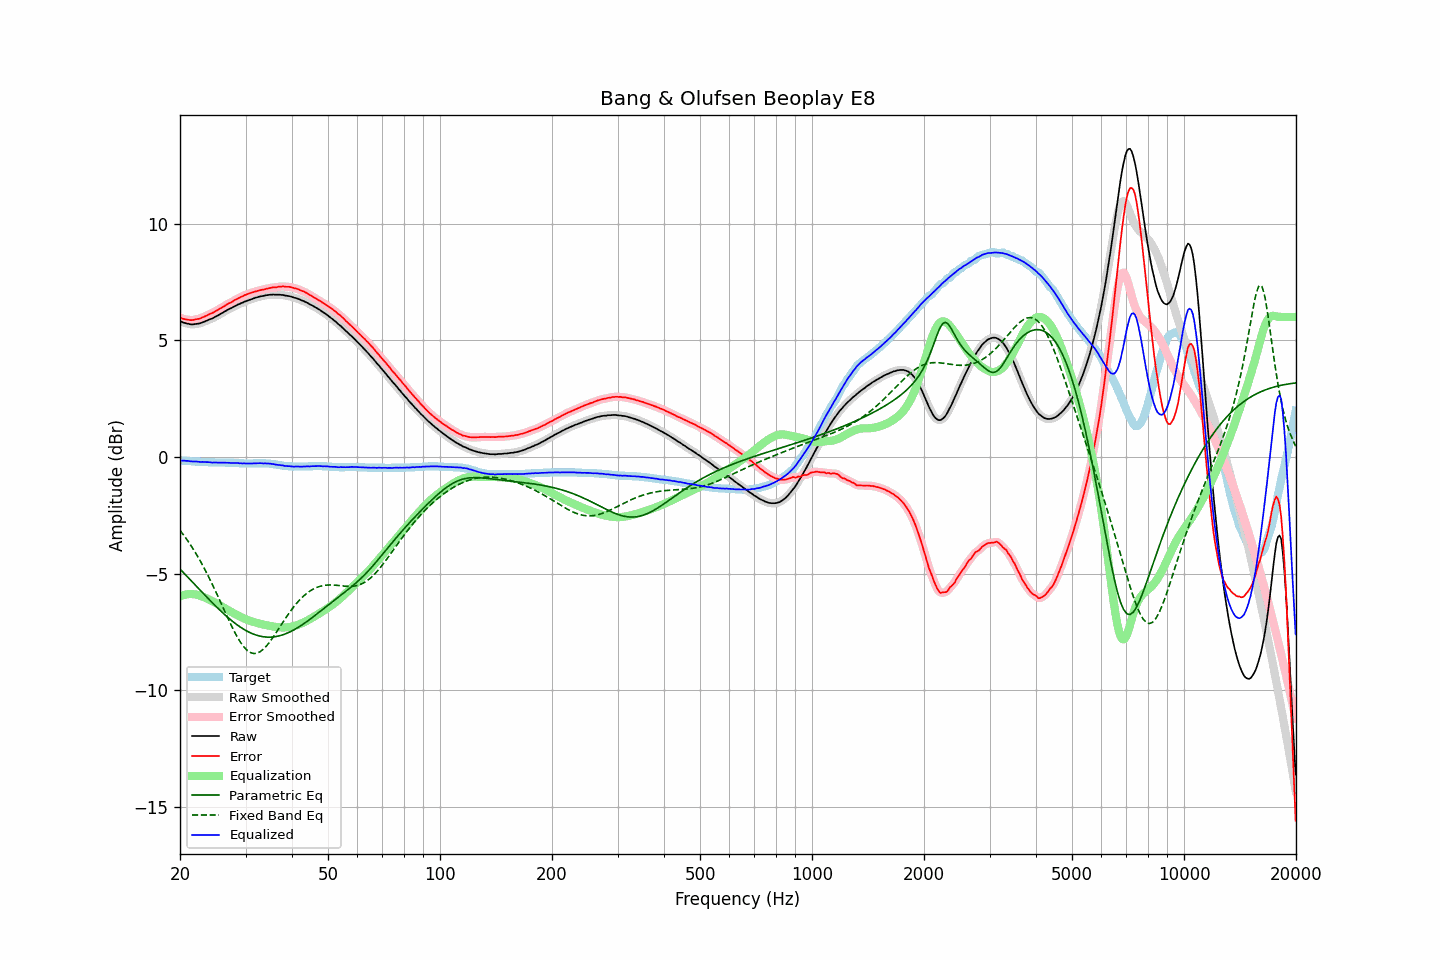 Bang & Olufsen Beoplay E8
Amplitude (dBr)
10
5
0
−5
−10
−15
Target
Raw Smoothed
Error Smoothed
Raw
Error
Equalization
Parametric Eq
Fixed Band Eq
Equalized
20 50 100 200 500 1000 2000 5000 10000 20000
Frequency (Hz)